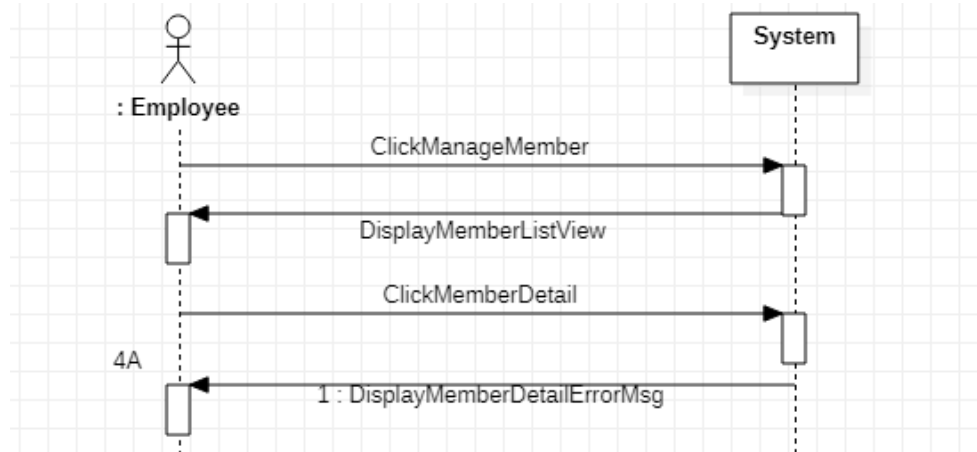 System
: Employee
ClickManageMember
DisplayMemberListView
ClickMemberDetail
4A
1 : DisplayMemberDetailErrorMsg